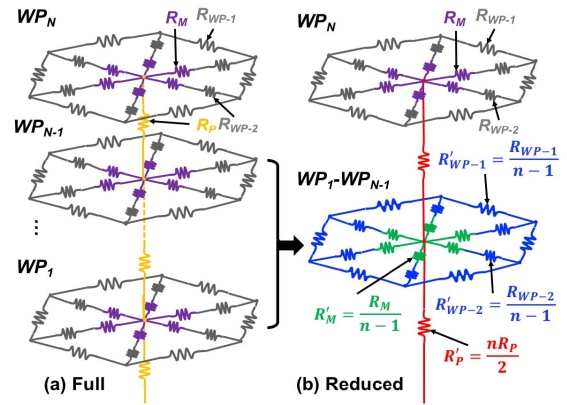 WP_N
R_M
R_WP-1
R_P R_WP-2
WP_N-1
⋮
WP_1
(a) Full
WP_N
R_M
R_WP-1
R_WP-2
R'_WP-1 = R_WP-1 / n - 1
WP_1-WP_N-1
R'_M = R_M / n - 1
R'_WP-2 = R_WP-2 / n - 1
R'_P = nR_P / 2
(b) Reduced